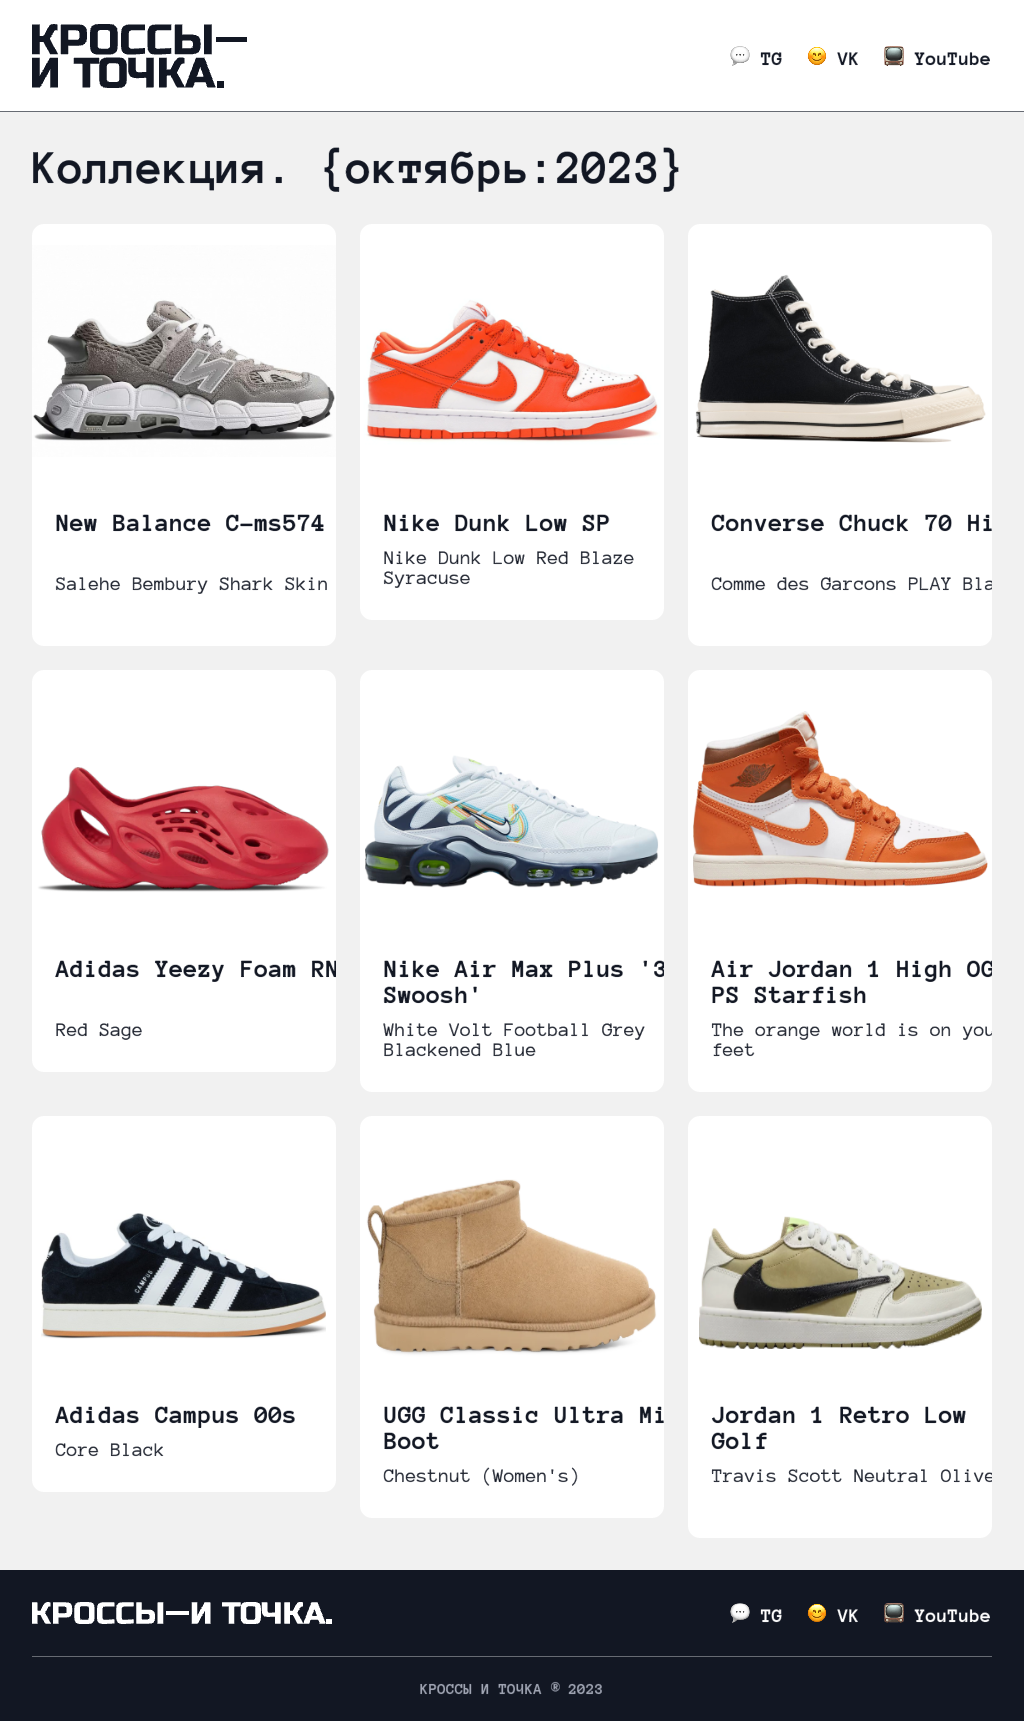 КРОССЫ—
И ТОЧКА.
💬 TG 😊 VK 📺 YouTube
Коллекция. {октябрь:2023}
New Balance C-ms574
Salehe Bembury Shark Skin
Nike Dunk Low SP
Nike Dunk Low Red Blaze
Syracuse
Converse Chuck 70 Hi
Comme des Garcons PLAY Bla
Adidas Yeezy Foam RN
Red Sage
Nike Air Max Plus '3
Swoosh'
White Volt Football Grey
Blackened Blue
Air Jordan 1 High OG
PS Starfish
The orange world is on you
feet
Adidas Campus 00s
Core Black
UGG Classic Ultra Mi
Boot
Chestnut (Women's)
Jordan 1 Retro Low
Golf
Travis Scott Neutral Olive
КРОССЫ—И ТОЧКА.
💬 TG 😊 VK 📺 YouTube
КРОССЫ И ТОЧКА ® 2023